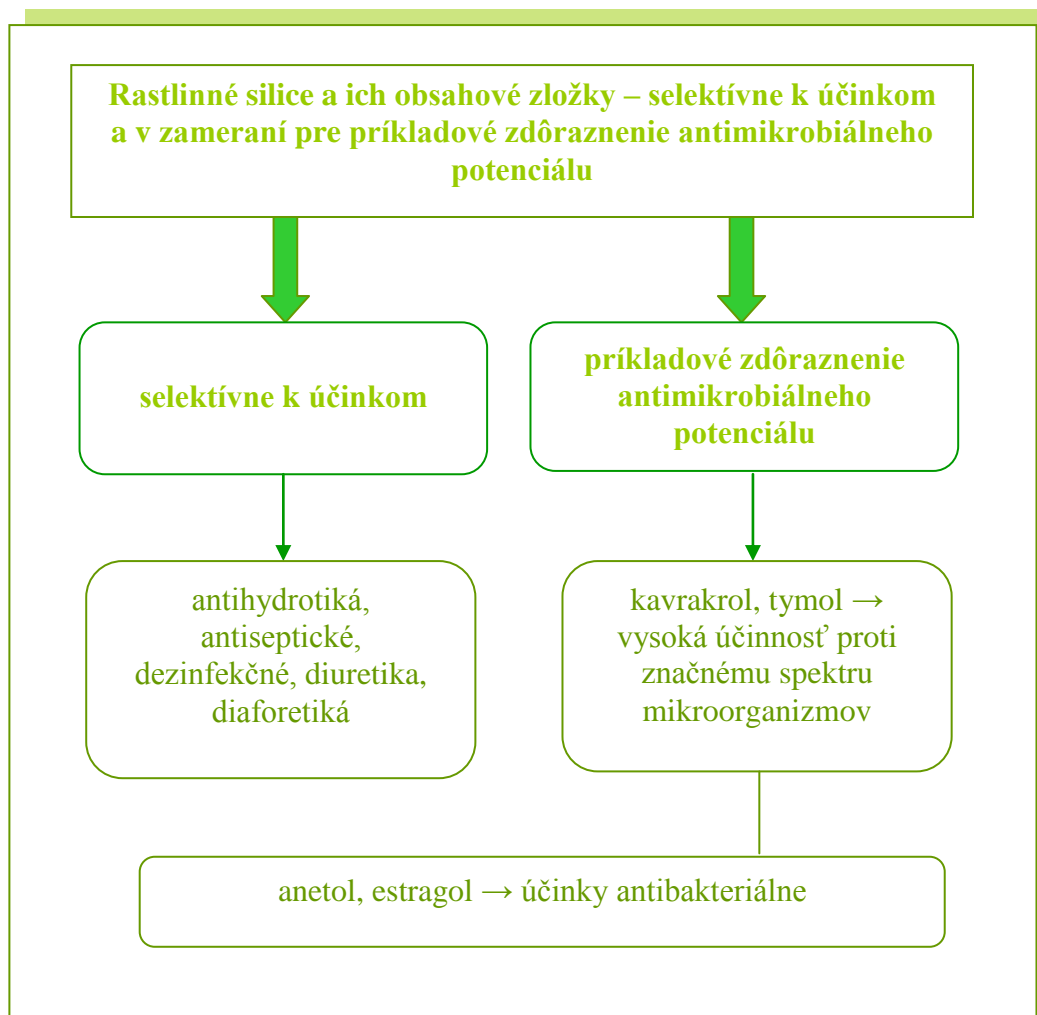 Rastlinné silice a ich obsahové zložky – selektívne k účinkom
a v zameraní pre príkladové zdôraznenie antimikrobiálneho
potenciálu
selektívne k účinkom
príkladové zdôraznenie
antimikrobiálneho
potenciálu
antihydrotiká,
antiseptické,
dezinfekčné, diuretika,
diaforetiká
kavrakrol, tymol →
vysoká účinnosť proti
značnému spektru
mikroorganizmov
anetol, estragol → účinky antibakteriálne